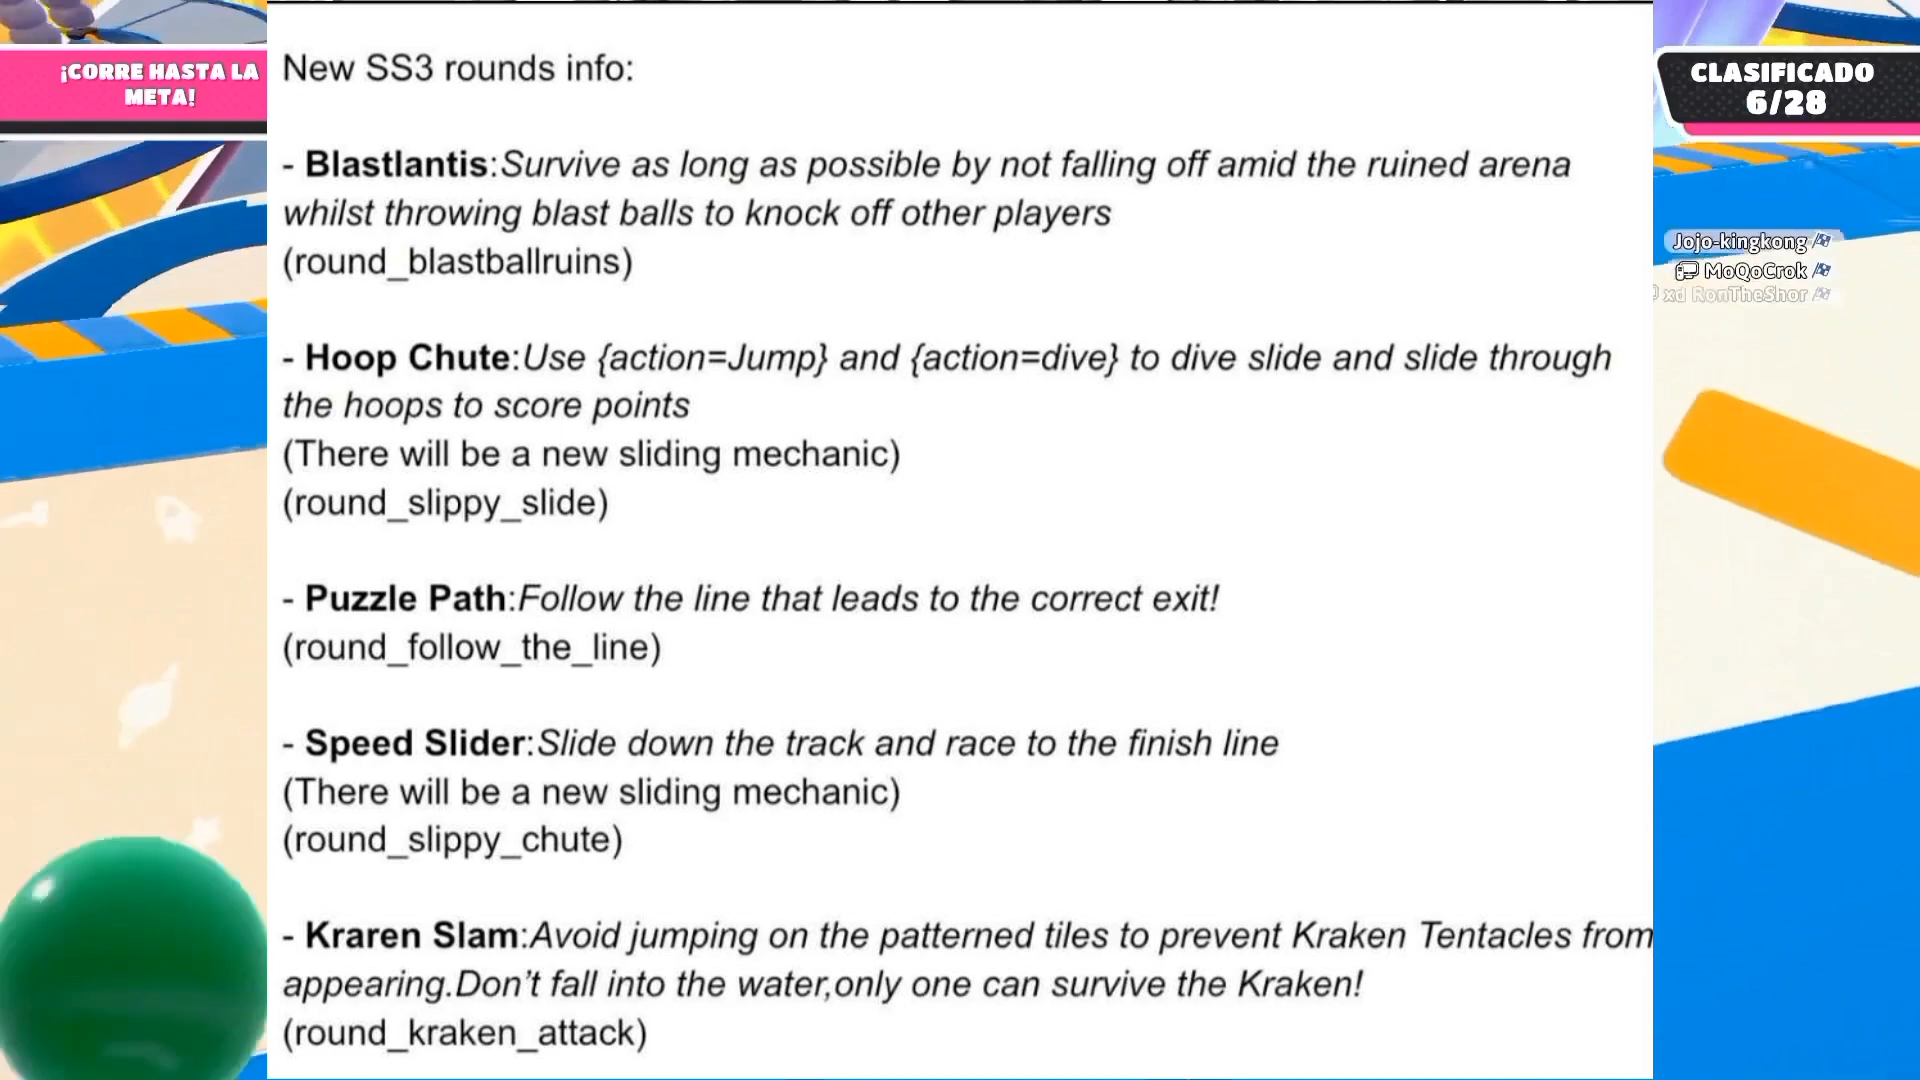 ¡CORRE HASTA LA
META!
New SS3 rounds info:
- Blastlantis:Survive as long as possible by not falling off amid the ruined arena
whilst throwing blast balls to knock off other players
(round_blastballruins)
- Hoop Chute:Use {action=Jump} and {action=dive} to dive slide and slide through
the hoops to score points
(There will be a new sliding mechanic)
(round_slippy_slide)
- Puzzle Path:Follow the line that leads to the correct exit!
(round_follow_the_line)
- Speed Slider:Slide down the track and race to the finish line
(There will be a new sliding mechanic)
(round_slippy_chute)
- Kraren Slam:Avoid jumping on the patterned tiles to prevent Kraken Tentacles from
appearing.Don’t fall into the water,only one can survive the Kraken!
(round_kraken_attack)
CLASIFICADO
6/28
Jojo-kingkong
MoQoCrok
xd RonTheShor